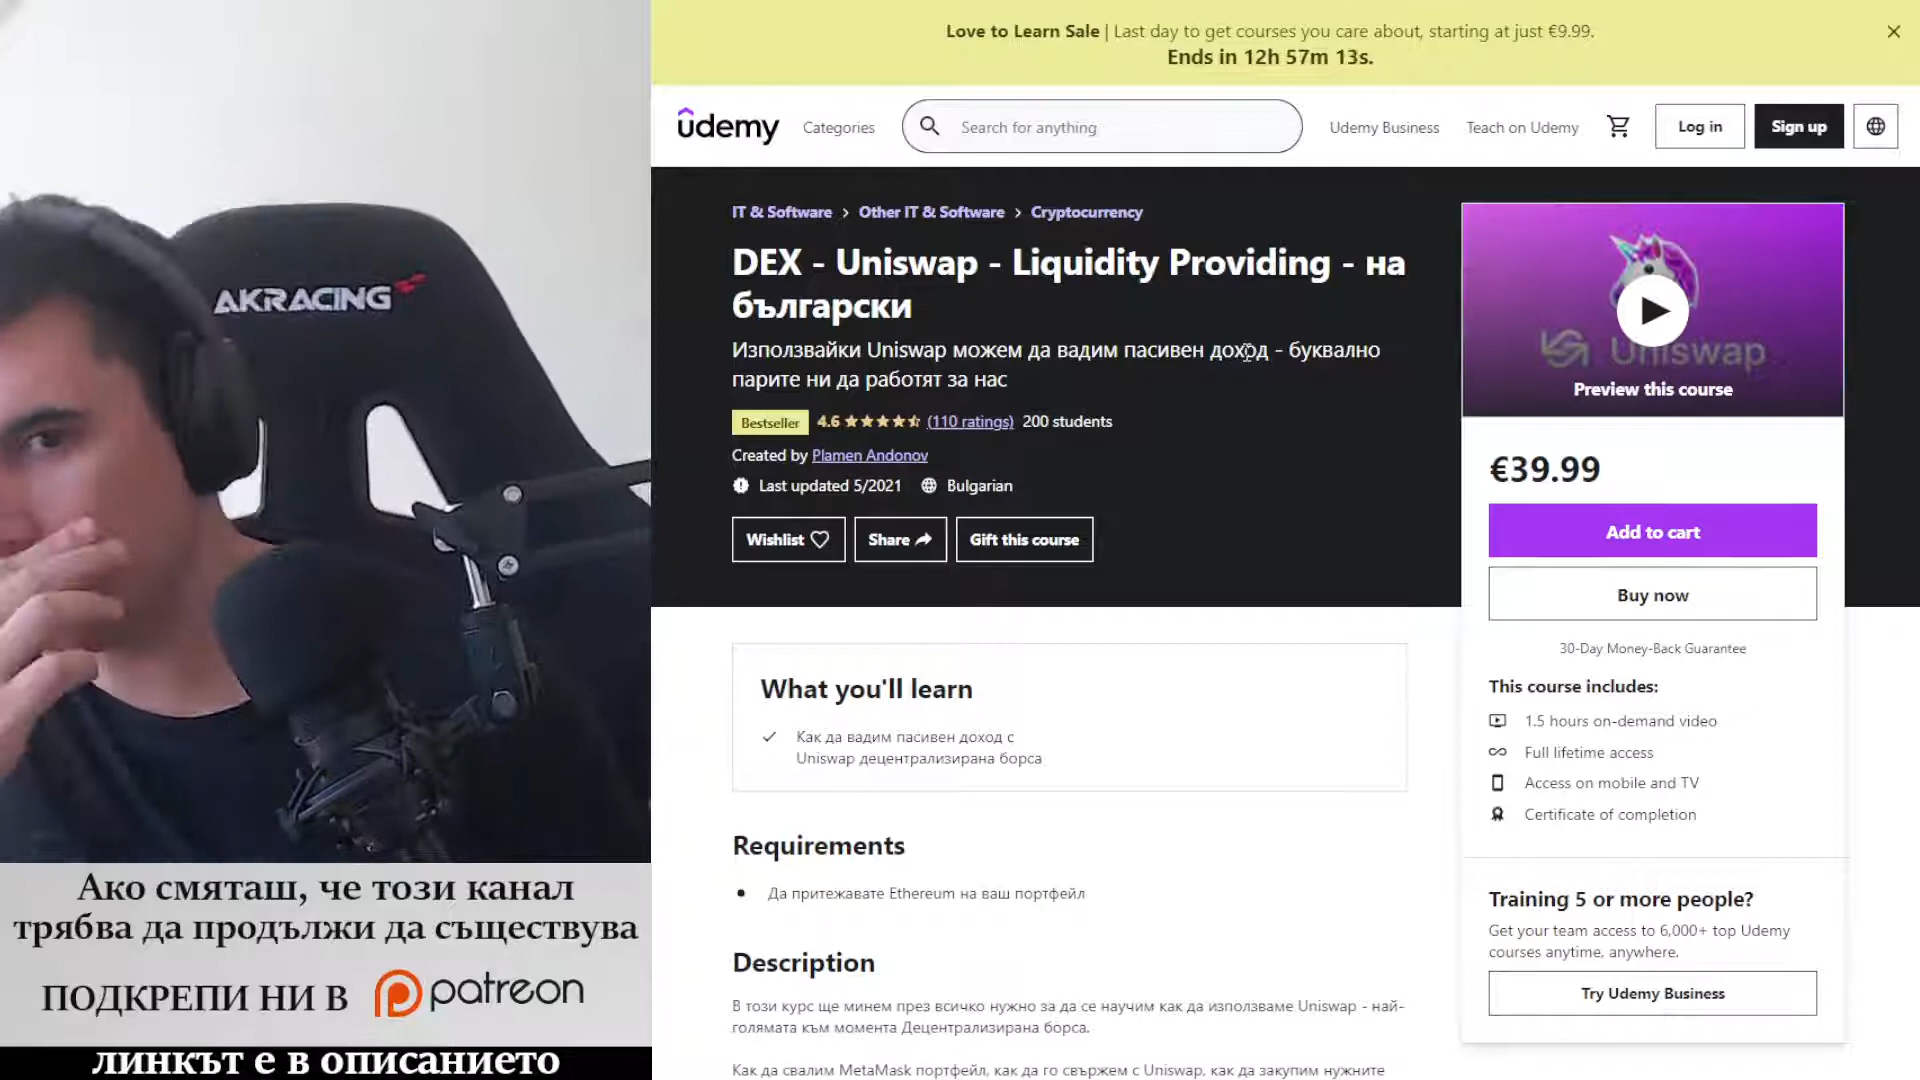 Love to Learn Sale | Last day to get courses you care about, starting at just €9.99.
Ends in 12h 57m 13s.
udemy
Categories
Search for anything
Udemy Business
Teach on Udemy
Log in
Sign up
IT & Software > Other IT & Software > Cryptocurrency
DEX - Uniswap - Liquidity Providing - на
български
Използвайки Uniswap можем да вадим пасивен доход - буквално
парите ни да работят за нас
Bestseller 4.6 (110 ratings) 200 students
Created by Plamen Andonov
Last updated 5/2021 Bulgarian
Wishlist
Share
Gift this course
What you'll learn
Как да вадим пасивен доход с
Uniswap децентрализирана борса
Requirements
Да притежавате Ethereum на ваш портфейл
Description
В този курс ще минем през всичко нужно за да се научим как да използваме Uniswap - най-
голямата към момента Децентрализирана борса.
Как да свалим MetaMask портфейл, как да го свържем с Uniswap, как да закупим нужните
Uniswap
Preview this course
€39.99
Add to cart
Buy now
30-Day Money-Back Guarantee
This course includes:
1.5 hours on-demand video
Full lifetime access
Access on mobile and TV
Certificate of completion
Training 5 or more people?
Get your team access to 6,000+ top Udemy
courses anytime, anywhere.
Try Udemy Business
AKRACING
Ако смяташ, че този канал
трябва да продължи да съществува
ПОДКРЕПИ НИ В patreon
линкът е в описанието